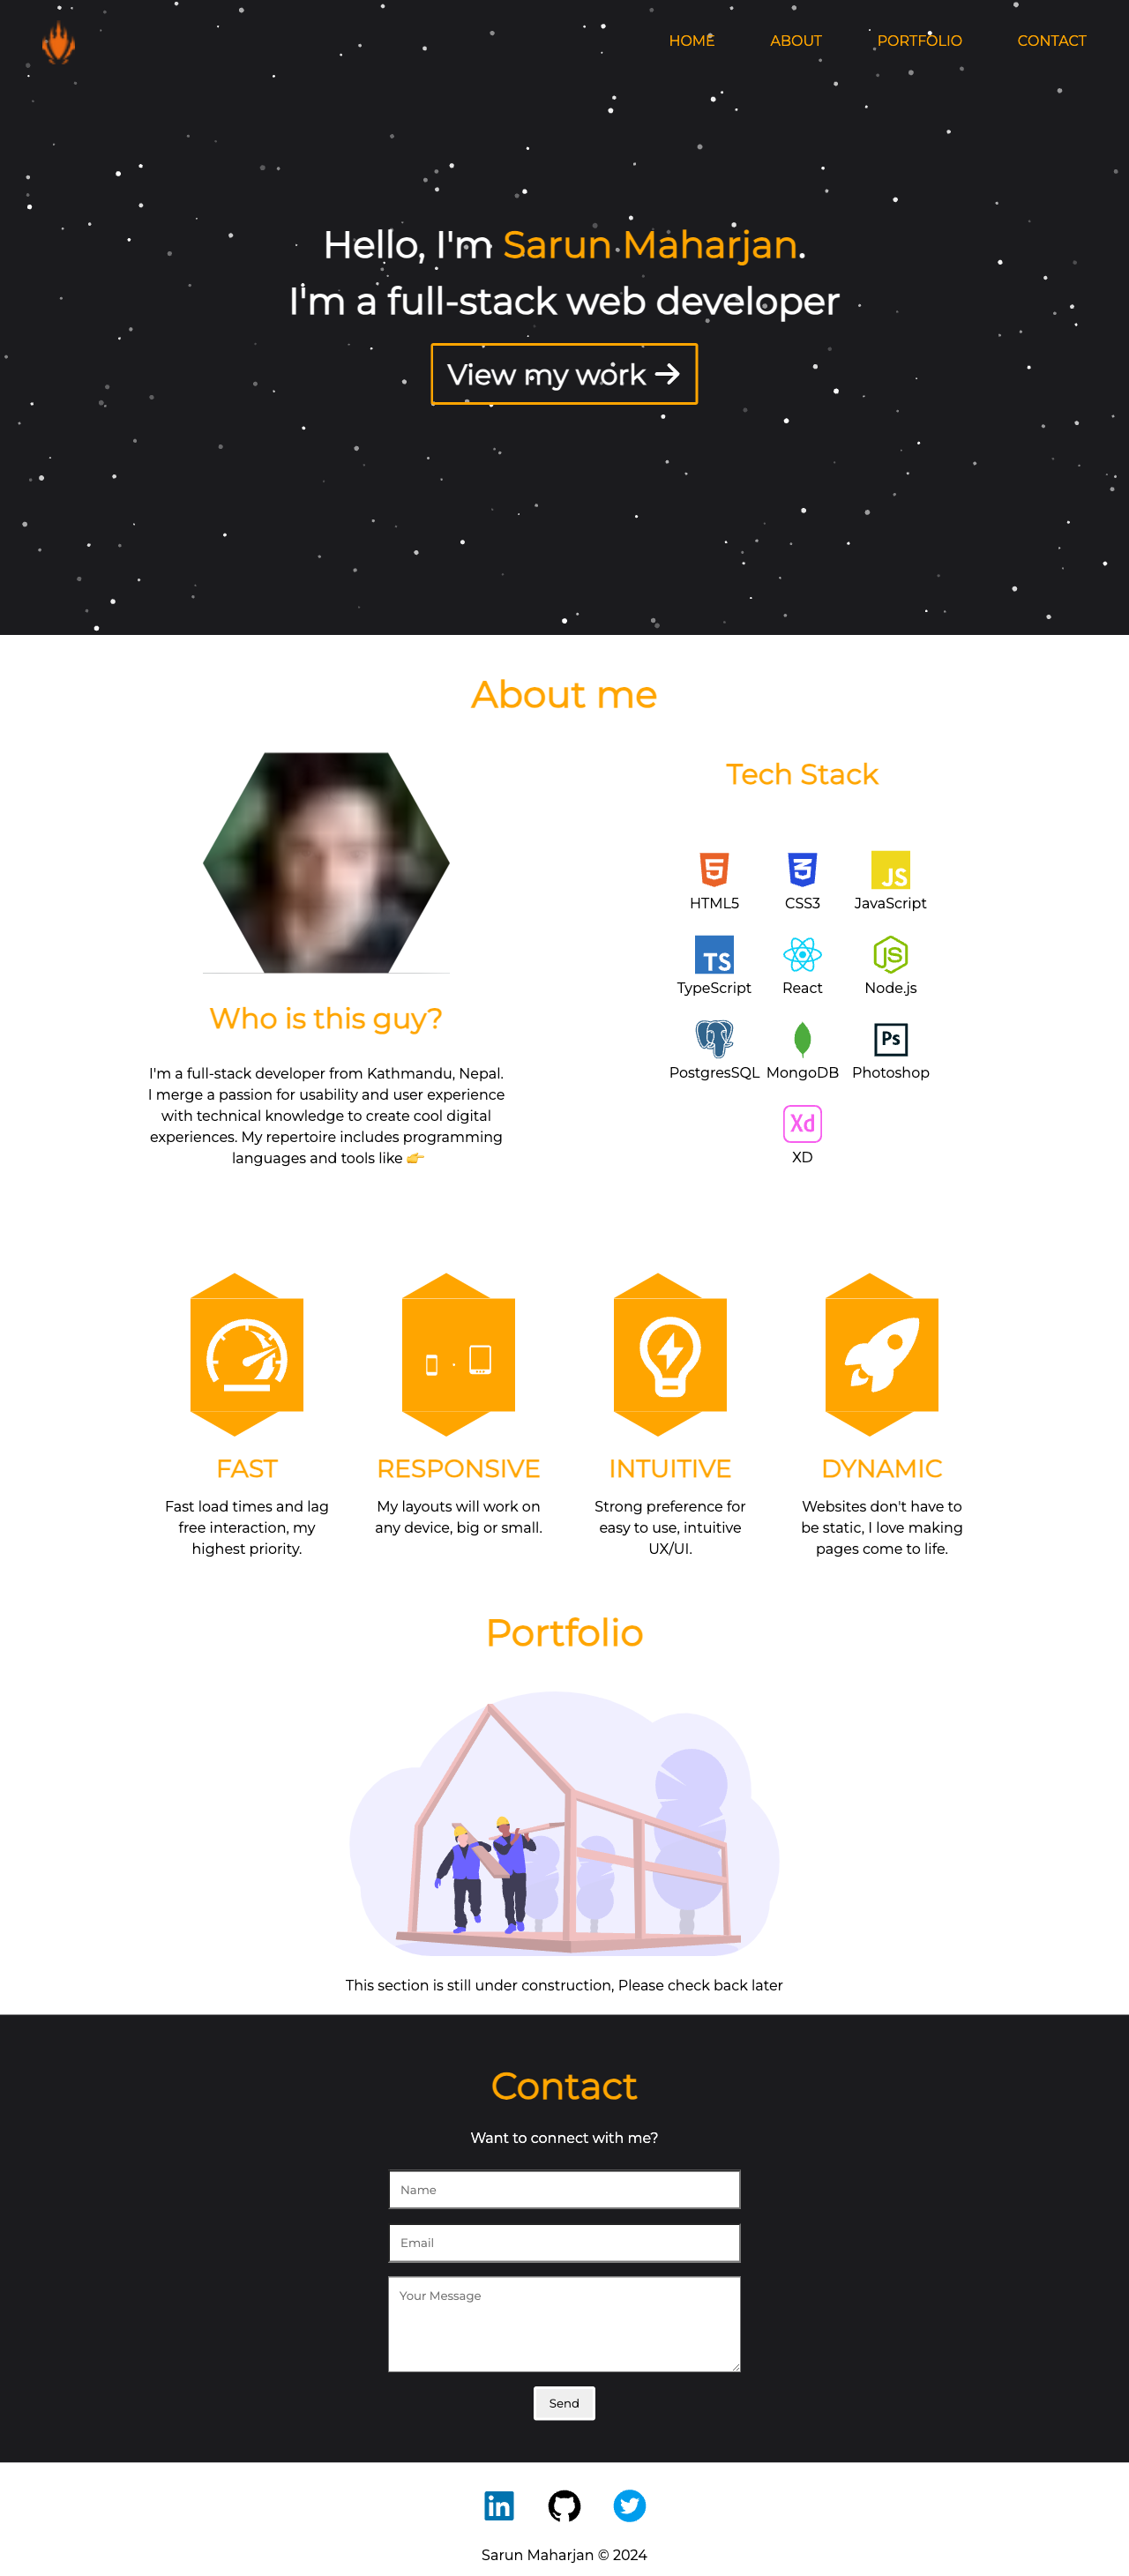 HOME ABOUT PORTFOLIO CONTACT
Hello, I'm Sarun Maharjan.
I'm a full-stack web developer
View my work →
About me
Who is this guy?
I'm a full-stack developer from Kathmandu, Nepal.
I merge a passion for usability and user experience
with technical knowledge to create cool digital
experiences. My repertoire includes programming
languages and tools like 👉
Tech Stack
5
3
JS
HTML5 CSS3 JavaScript
TS
JS
TypeScript React Node.js
Ps
PostgresSQL MongoDB Photoshop
Xd
XD
FAST
Fast load times and lag
free interaction, my
highest priority.
RESPONSIVE
My layouts will work on
any device, big or small.
INTUITIVE
Strong preference for
easy to use, intuitive
UX/UI.
DYNAMIC
Websites don't have to
be static, I love making
pages come to life.
Portfolio
This section is still under construction, Please check back later
Contact
Want to connect with me?
Name
Email
Your Message
Send
in
Sarun Maharjan © 2024